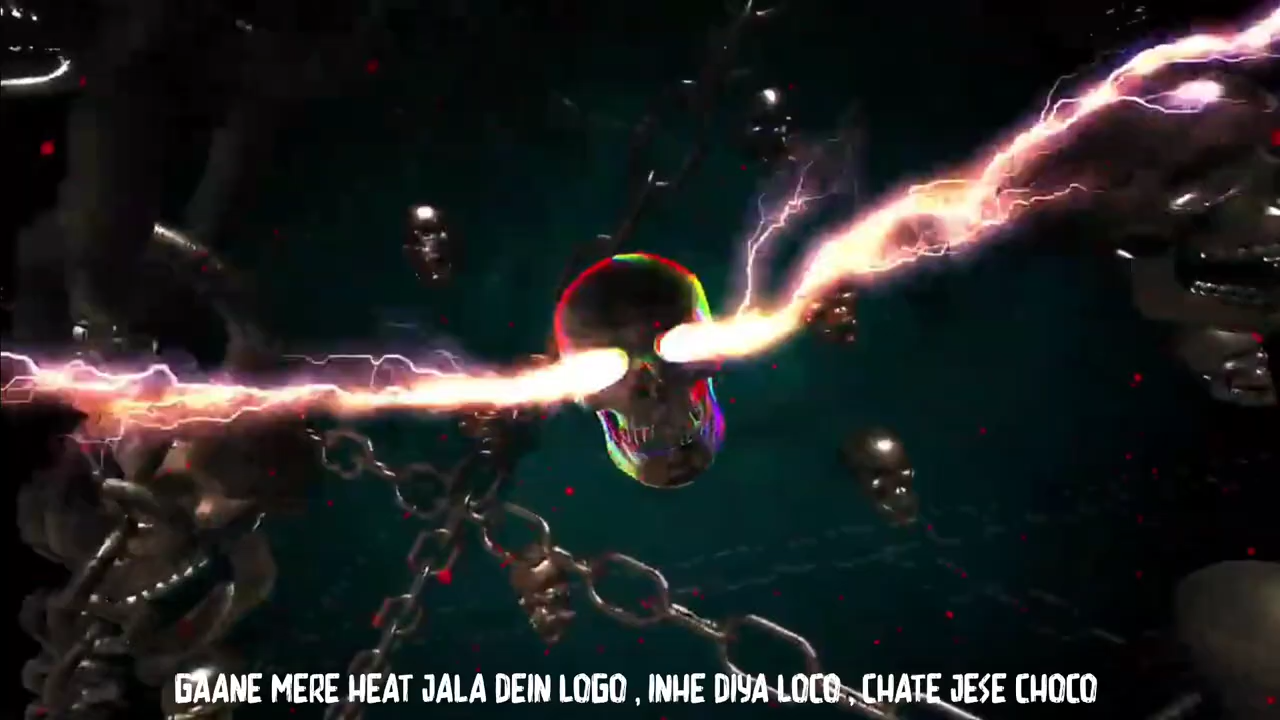 GAANE MERE HEAT JALA DEIN LOGO , INHE DIYA LOCO , CHATE JESE CHOCO